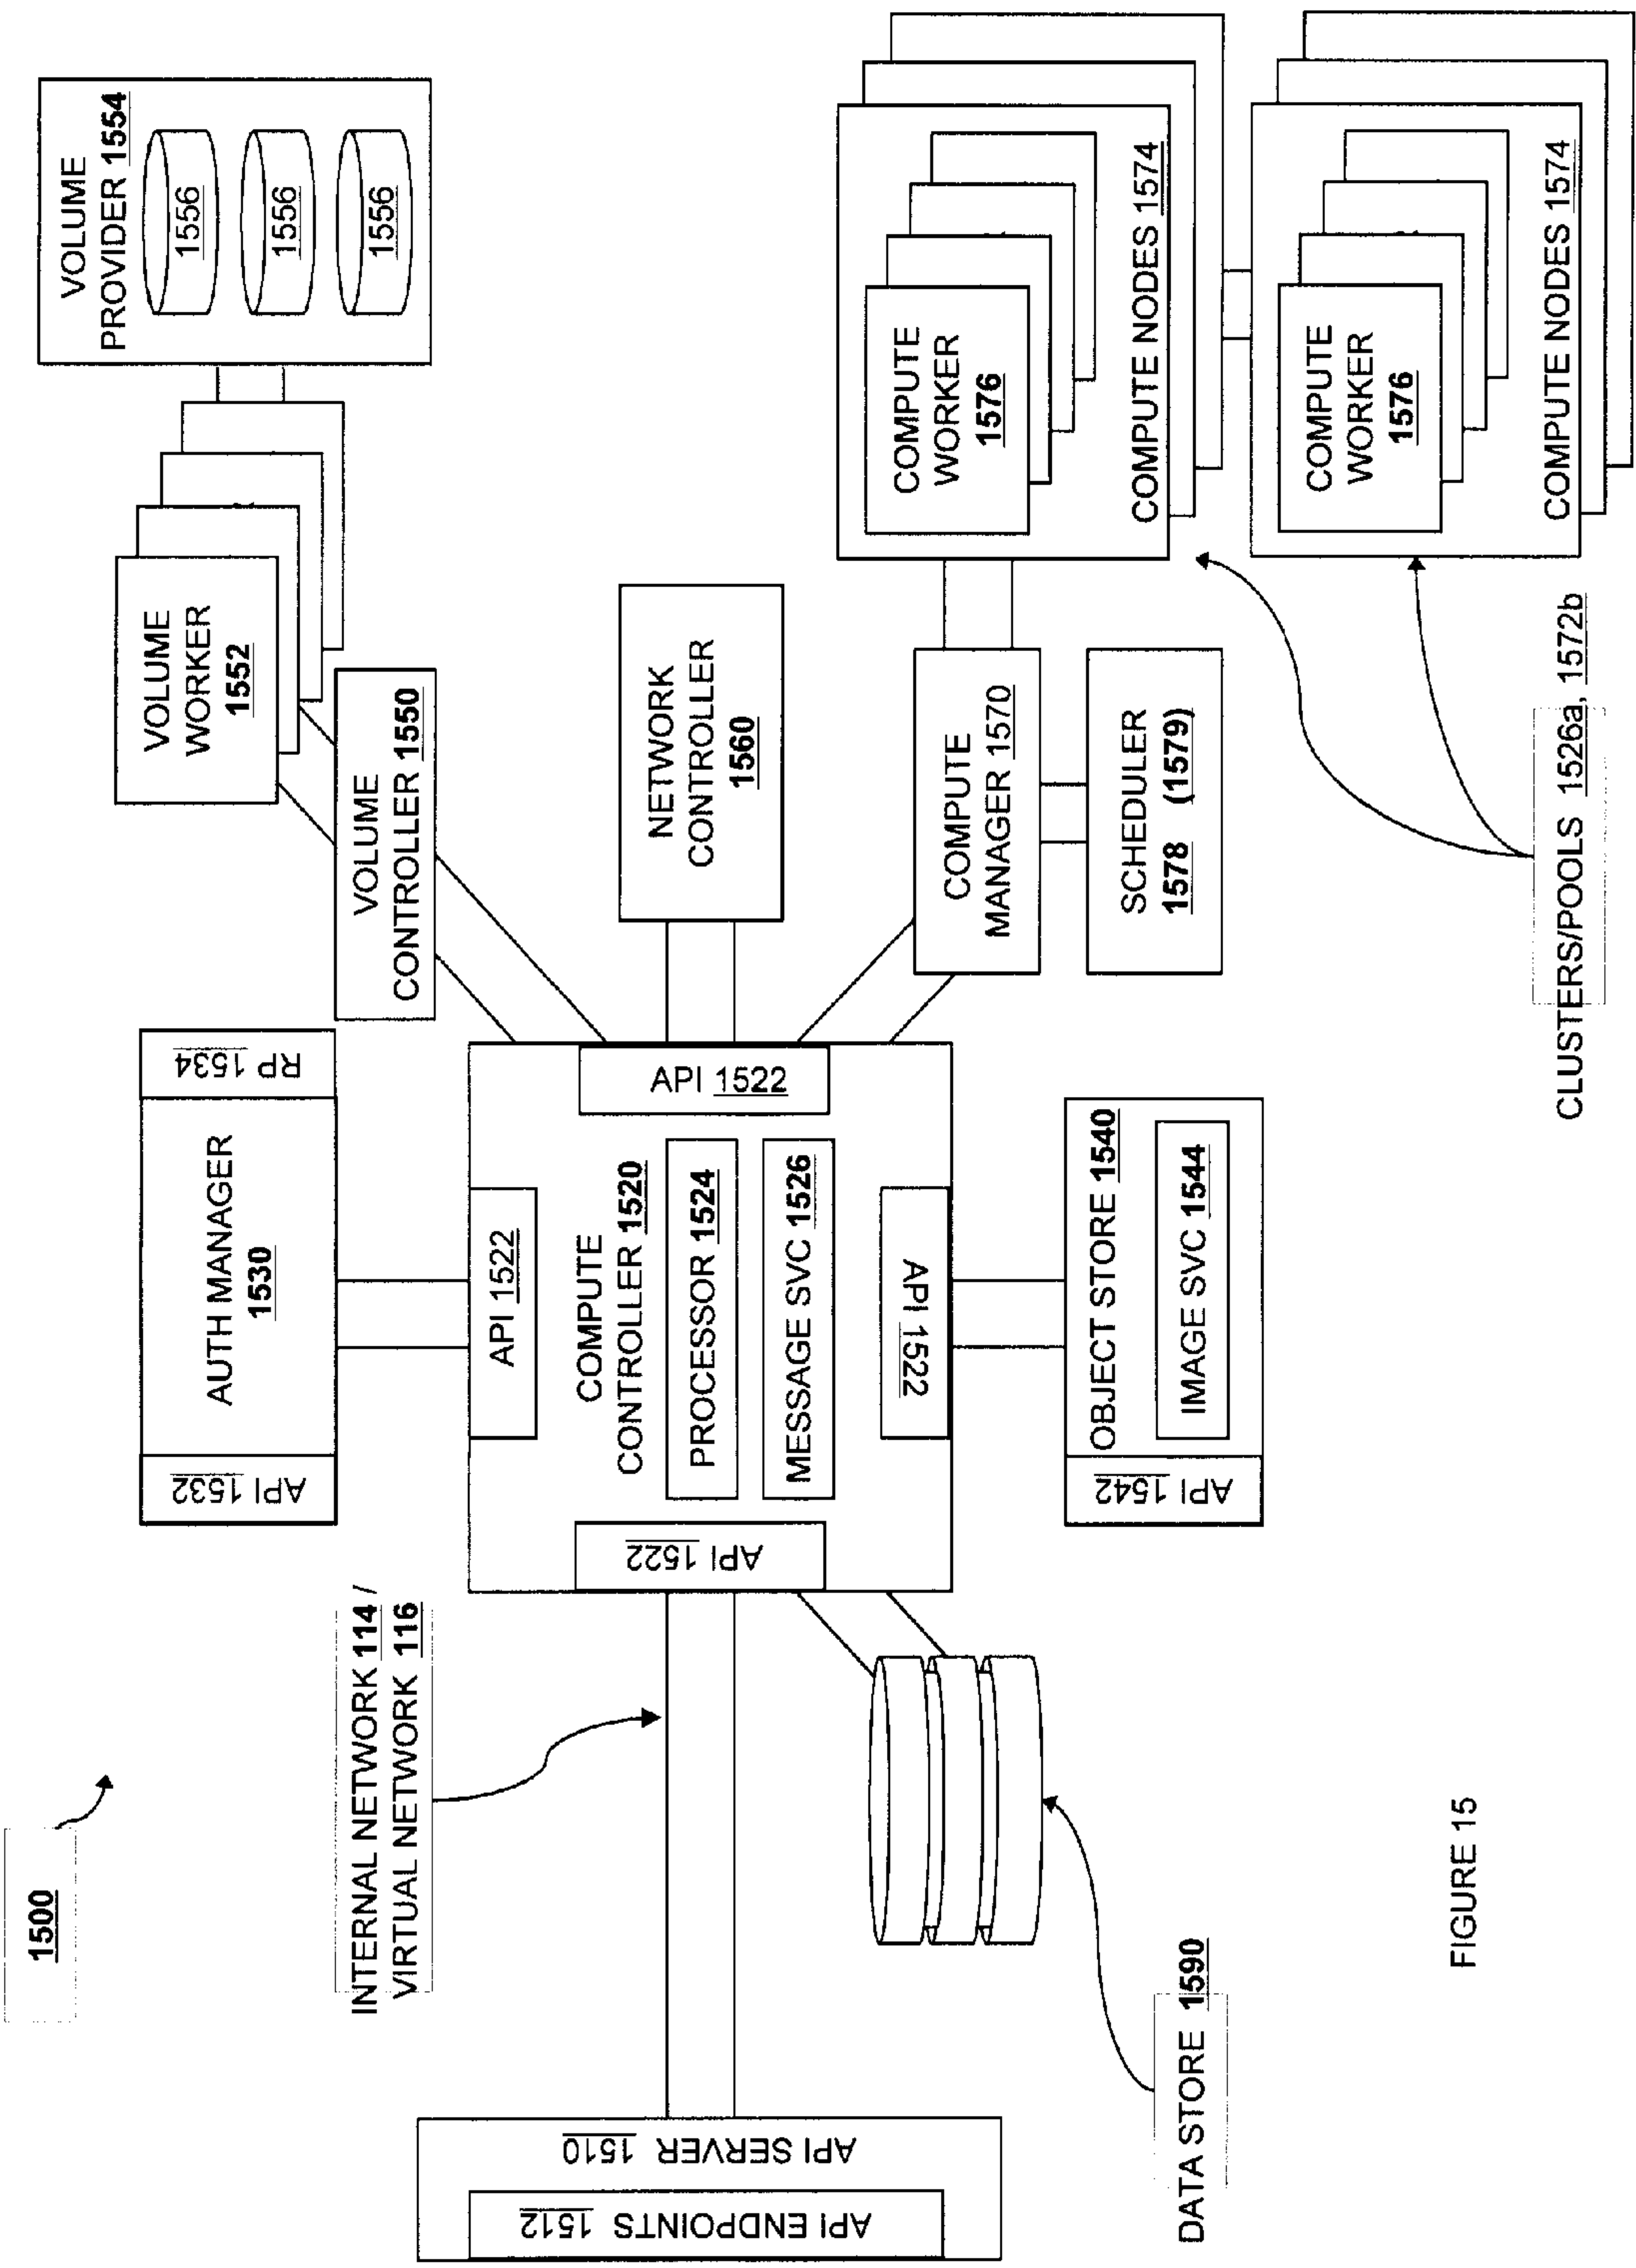 1500
INTERNAL NETWORK 114 /
VIRTUAL NETWORK 116
API SERVER 1510
API ENDPOINTS 1512
DATA STORE 1590
API 1532
AUTH MANAGER
1530
RP 1534
API 1522
API 1522
COMPUTE
CONTROLLER 1520
PROCESSOR 1524
MESSAGE SVC 1526
API 1522
API 1522
API 1542
OBJECT STORE 1540
IMAGE SVC 1544
VOLUME
CONTROLLER 1550
VOLUME
WORKER
1552
VOLUME
PROVIDER 1554
1556
1556
1556
NETWORK
CONTROLLER
1560
COMPUTE
MANAGER 1570
SCHEDULER
1578 (1579)
COMPUTE
WORKER
1576
COMPUTE NODES 1574
COMPUTE
WORKER
1576
COMPUTE NODES 1574
CLUSTERS/POOLS 1526a, 1572b
FIGURE 15